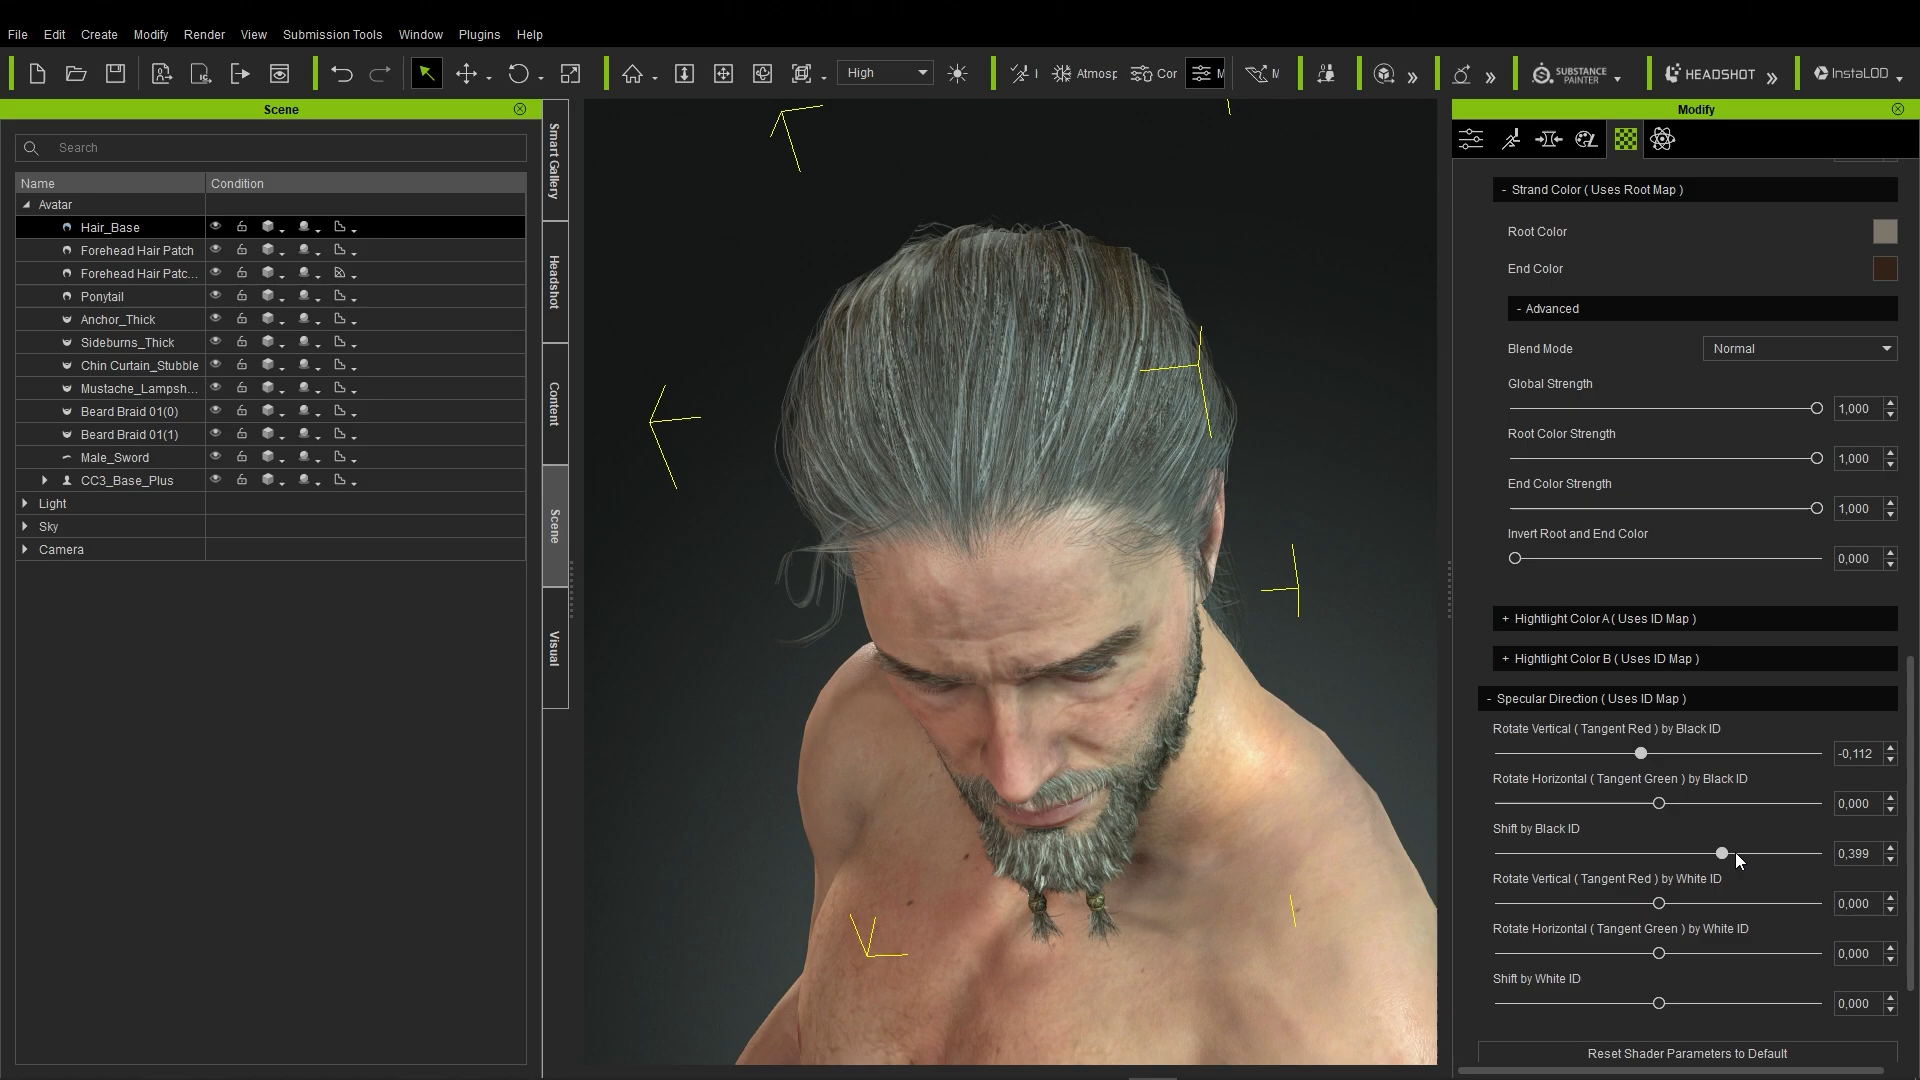 File Edit Create Modify Render View Submission Tools Window Plugins Help
High Atmosp Cor M SUBSTANCE PAINTER HEADSHOT InstaLOD
Scene
Search
Name Condition
Avatar
Hair_Base
Forehead Hair Patch
Forehead Hair Patc...
Ponytail
Anchor_Thick
Sideburns_Thick
Chin Curtain_Stubble
Mustache_Lampsh...
Beard Braid 01(0)
Beard Braid 01(1)
Male_Sword
CC3_Base_Plus
Light
Sky
Camera
Smart Gallery
Headshot
Content
Scene
Visual
Modify
- Strand Color ( Uses Root Map )
Root Color
End Color
- Advanced
Blend Mode Normal
Global Strength
1,000
Root Color Strength
1,000
End Color Strength
1,000
Invert Root and End Color
0,000
+ Hightlight Color A ( Uses ID Map )
+ Hightlight Color B ( Uses ID Map )
- Specular Direction ( Uses ID Map )
Rotate Vertical ( Tangent Red ) by Black ID
-0,112
Rotate Horizontal ( Tangent Green ) by Black ID
0,000
Shift by Black ID
0,399
Rotate Vertical ( Tangent Red ) by White ID
0,000
Rotate Horizontal ( Tangent Green ) by White ID
0,000
Shift by White ID
0,000
Reset Shader Parameters to Default